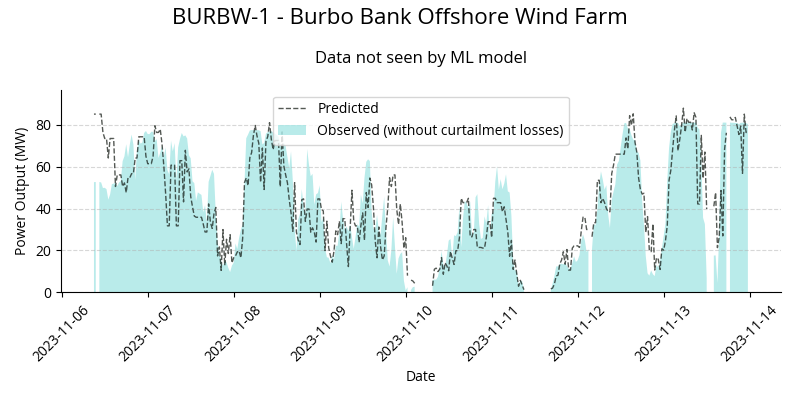 BURBW-1 - Burbo Bank Offshore Wind Farm
Data not seen by ML model
Predicted
Observed (without curtailment losses)
Power Output (MW)
80
60
40
20
0
2023-11-06
2023-11-07
2023-11-08
2023-11-09
2023-11-10
2023-11-11
2023-11-12
2023-11-13
2023-11-14
Date